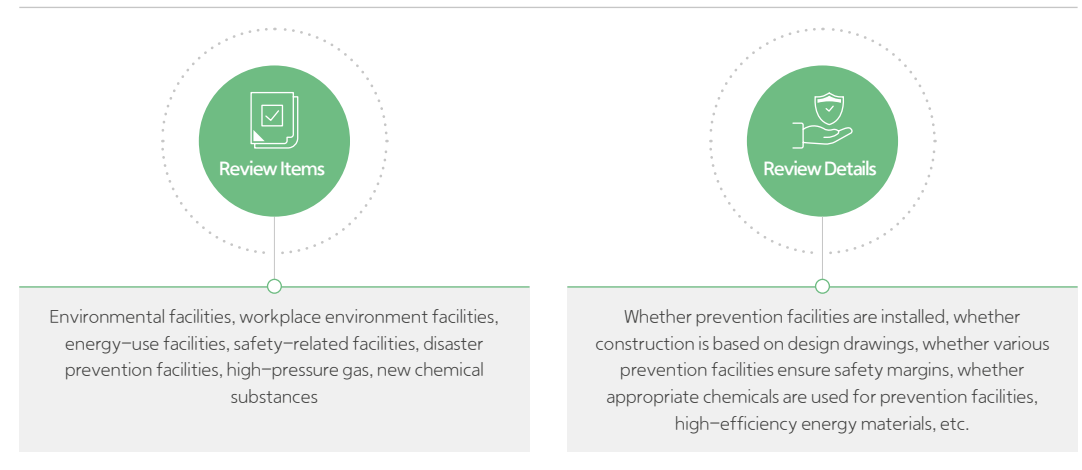 Review Items
Environmental facilities, workplace environment facilities,
energy-use facilities, safety-related facilities, disaster
prevention facilities, high-pressure gas, new chemical
substances
Review Details
Whether prevention facilities are installed, whether
construction is based on design drawings, whether various
prevention facilities ensure safety margins, whether
appropriate chemicals are used for prevention facilities,
high-efficiency energy materials, etc.